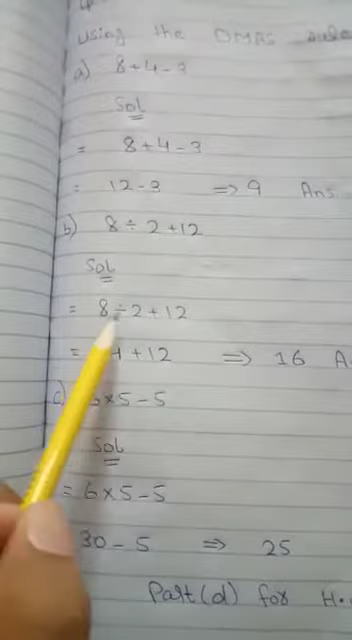 using the DMAS
a) 8+4-3
Sol
= 8+4-3
= 12-3 => 9 Ans
b) 8 ÷ 2 +12
Sol
= 8 ÷ 2 + 12
= 4 + 12 => 16 A
c) 6×5-5
Sol
= 6×5-5
30-5 => 25
Part(d) for H.